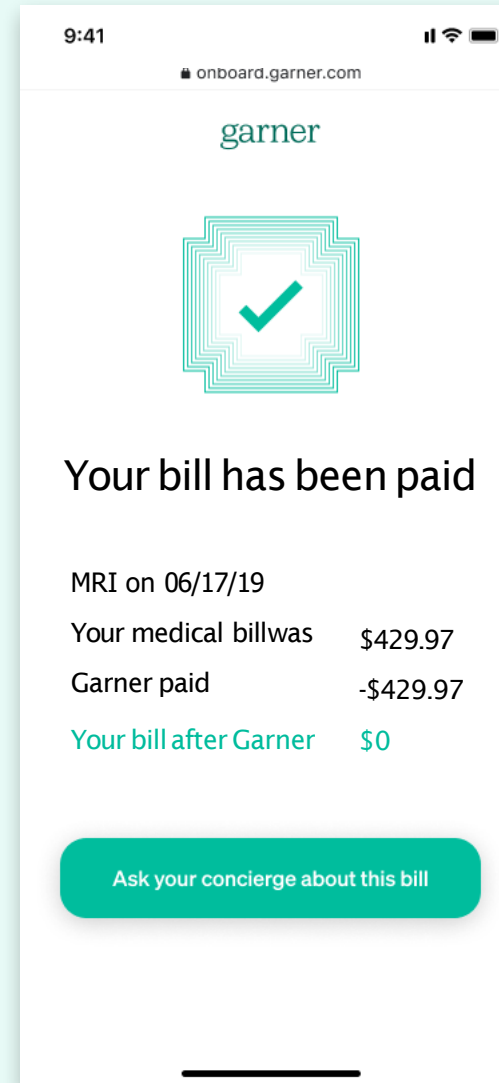 9:41
onboard.garner.com
garner
Your bill has been paid
MRI on 06/17/19
Your medical billwas $429.97
Garner paid -$429.97
Your bill after Garner $0
Ask your concierge about this bill